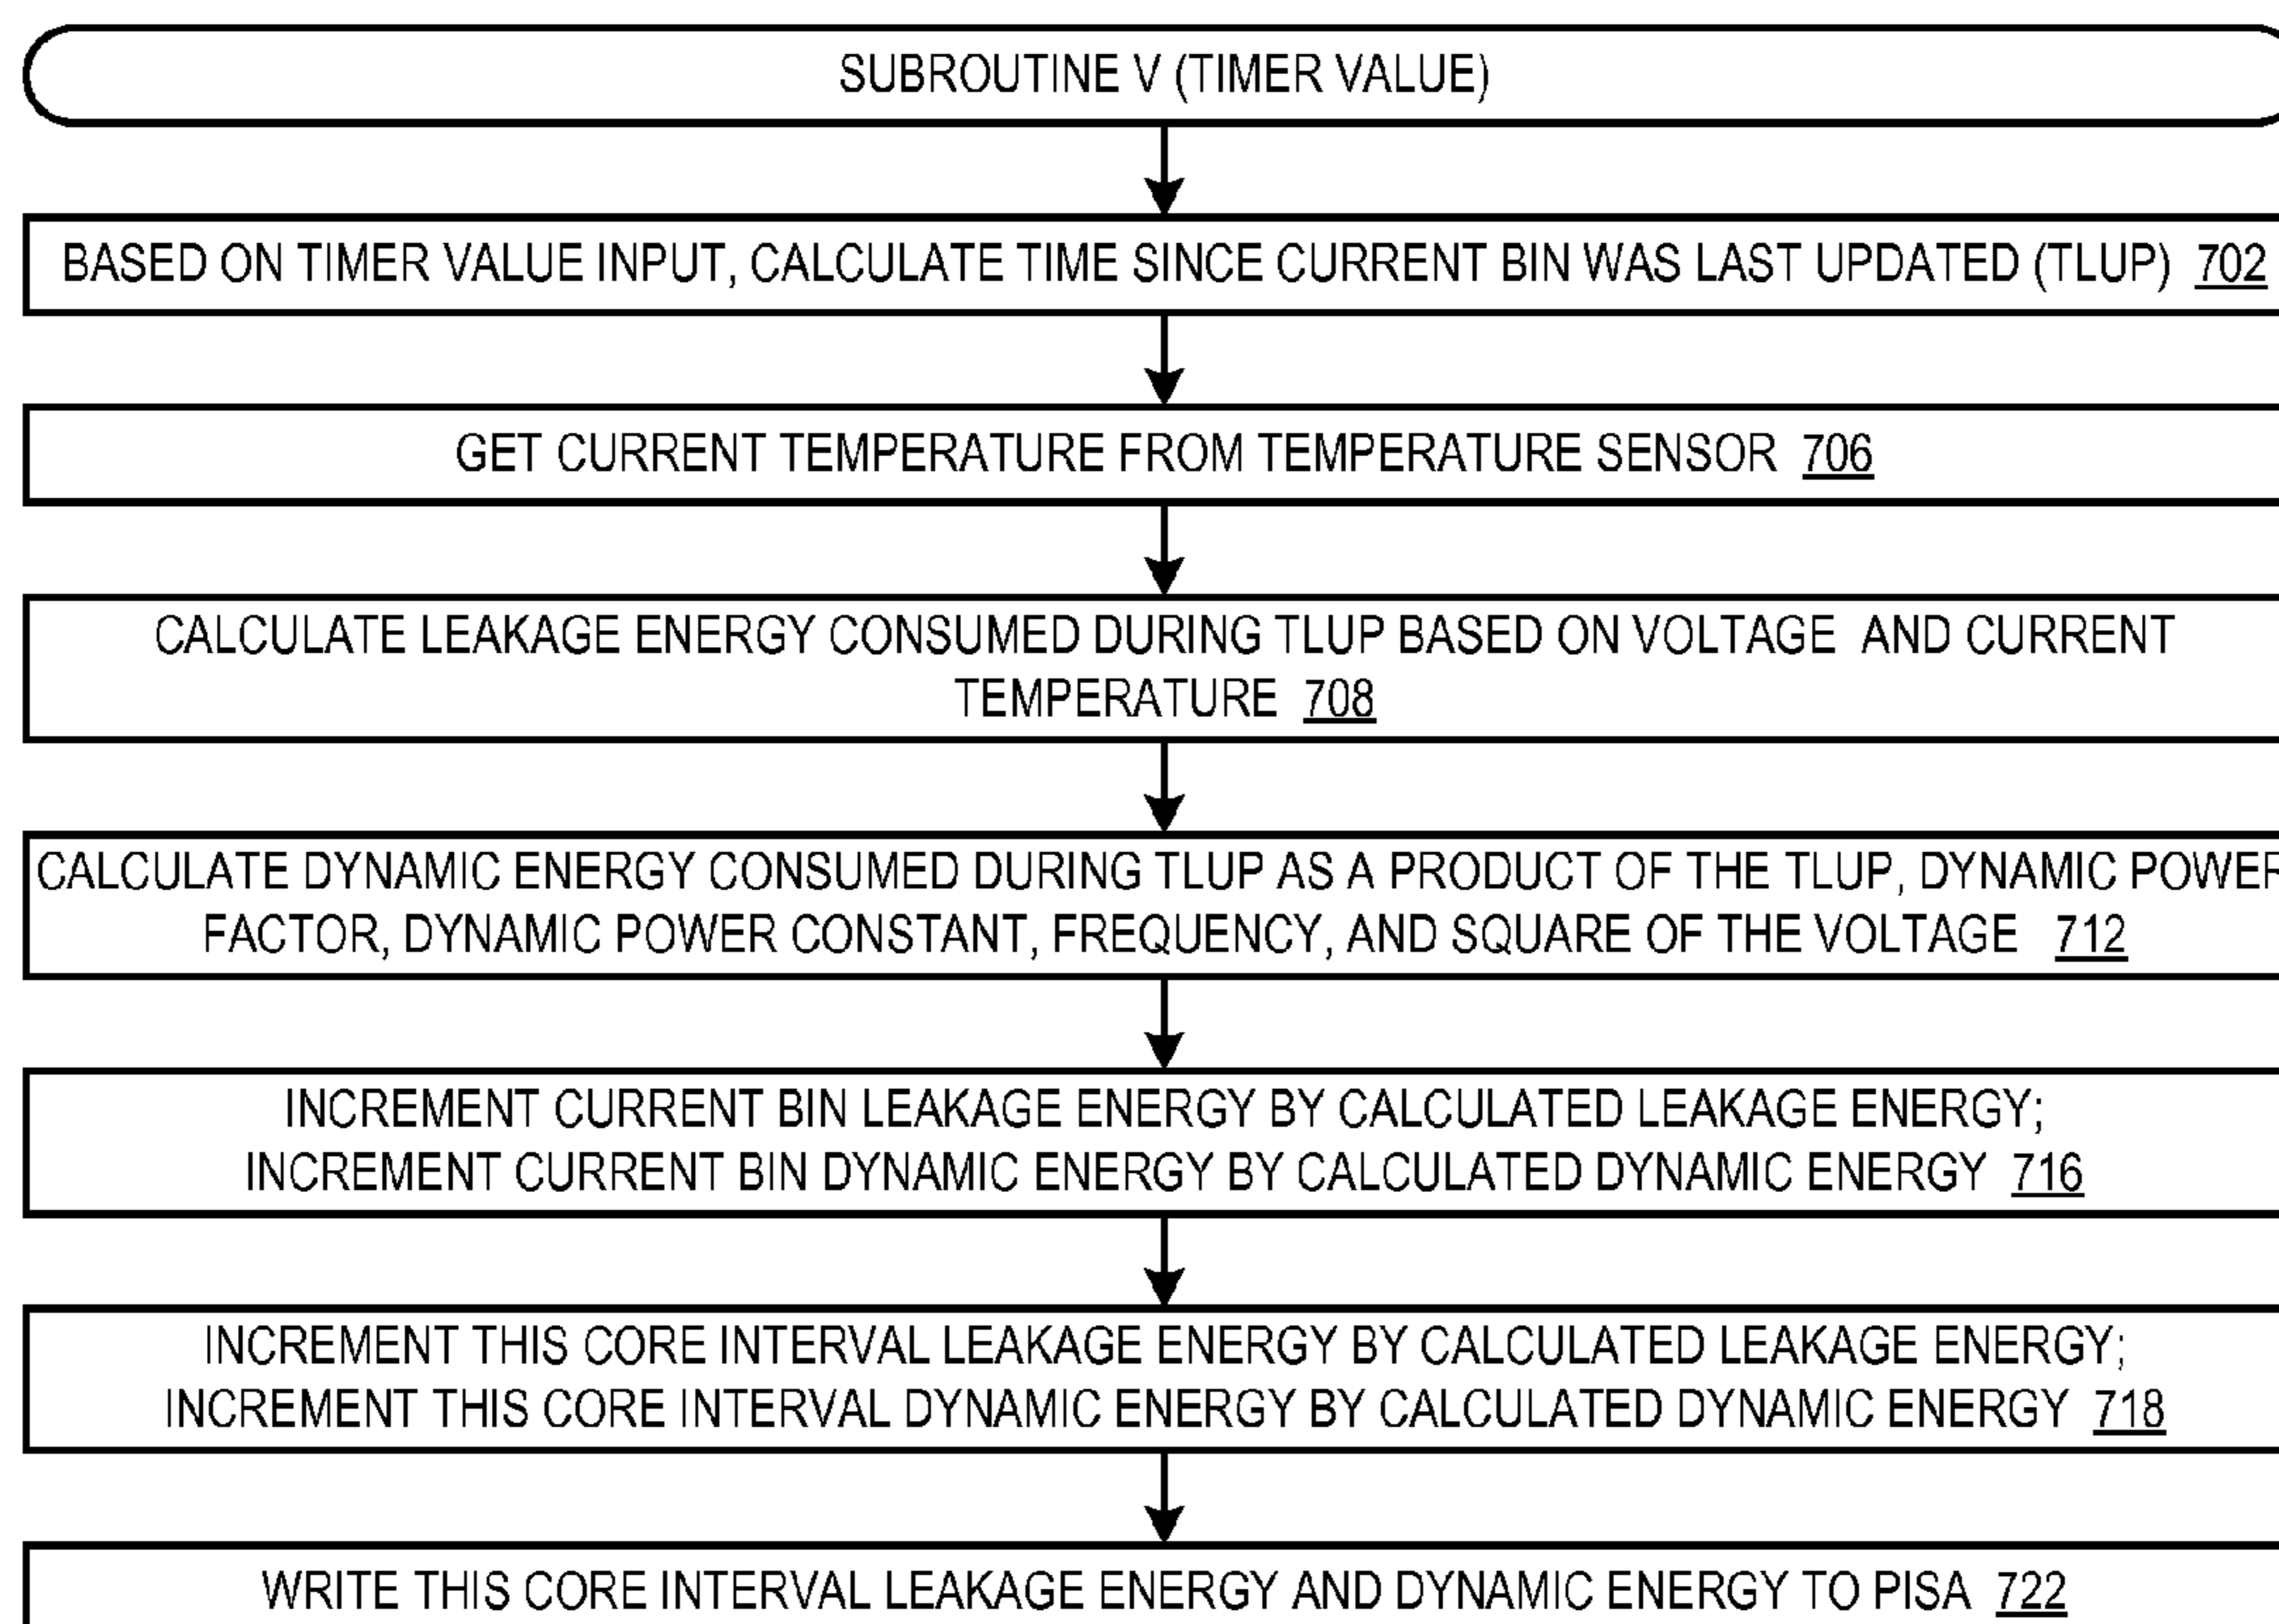 SUBROUTINE V (TIMER VALUE)
BASED ON TIMER VALUE INPUT, CALCULATE TIME SINCE CURRENT BIN WAS LAST UPDATED (TLUP) 702
GET CURRENT TEMPERATURE FROM TEMPERATURE SENSOR 706
CALCULATE LEAKAGE ENERGY CONSUMED DURING TLUP BASED ON VOLTAGE AND CURRENT
TEMPERATURE 708
CALCULATE DYNAMIC ENERGY CONSUMED DURING TLUP AS A PRODUCT OF THE TLUP, DYNAMIC POWER
FACTOR, DYNAMIC POWER CONSTANT, FREQUENCY, AND SQUARE OF THE VOLTAGE 712
INCREMENT CURRENT BIN LEAKAGE ENERGY BY CALCULATED LEAKAGE ENERGY;
INCREMENT CURRENT BIN DYNAMIC ENERGY BY CALCULATED DYNAMIC ENERGY 716
INCREMENT THIS CORE INTERVAL LEAKAGE ENERGY BY CALCULATED LEAKAGE ENERGY;
INCREMENT THIS CORE INTERVAL DYNAMIC ENERGY BY CALCULATED DYNAMIC ENERGY 718
WRITE THIS CORE INTERVAL LEAKAGE ENERGY AND DYNAMIC ENERGY TO PISA 722